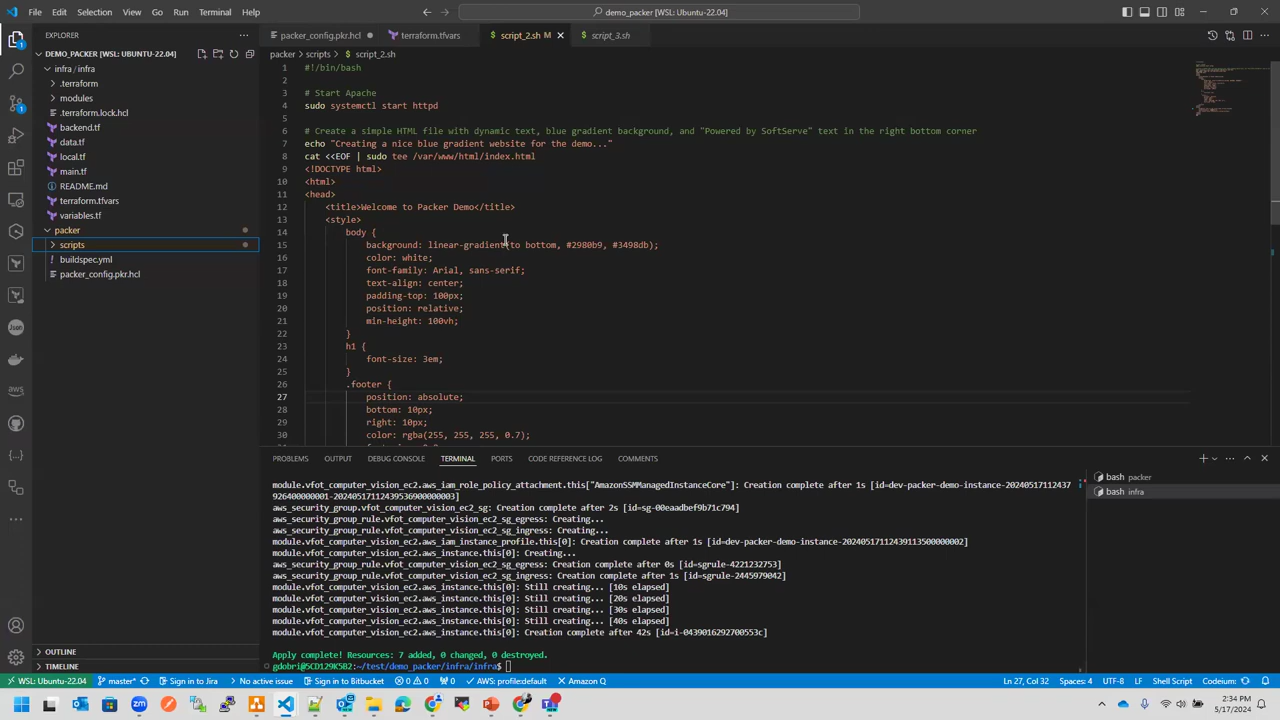 File Edit Selection View Go Run Terminal Help
demo_packer [WSL: Ubuntu-22.04]
EXPLORER
DEMO_PACKER [WSL: UBUNTU-22.04]
infra / infra
.terraform
modules
.terraform.lock.hcl
backend.tf
data.tf
local.tf
main.tf
README.md
terraform.tfvars
variables.tf
packer
scripts
buildspec.yml
packer_config.pkr.hcl
OUTLINE
TIMELINE
packer_config.pkr.hcl terraform.tfvars script_2.sh M script_3.sh
packer > scripts > script_2.sh
1 #!/bin/bash
2
3 # Start Apache
4 sudo systemctl start httpd
5
6 # Create a simple HTML file with dynamic text, blue gradient background, and "Powered by SoftServe" text in the right bottom corner
7 echo "Creating a nice blue gradient website for the demo..."
8 cat <<EOF | sudo tee /var/www/html/index.html
9 <!DOCTYPE html>
10 <html>
11 <head>
12 <title>Welcome to Packer Demo</title>
13 <style>
14 body {
15 background: linear-gradient(to bottom, #2980b9, #3498db);
16 color: white;
17 font-family: Arial, sans-serif;
18 text-align: center;
19 padding-top: 100px;
20 position: relative;
21 min-height: 100vh;
22 }
23 h1 {
24 font-size: 3em;
25 }
26 .footer {
27 position: absolute;
28 bottom: 10px;
29 right: 10px;
30 color: rgba(255, 255, 255, 0.7);
PROBLEMS OUTPUT DEBUG CONSOLE TERMINAL PORTS CODE REFERENCE LOG COMMENTS
module.vfot_computer_vision_ec2.aws_iam_role_policy_attachment.this["AmazonSSMManagedInstanceCore"]: Creation complete after 1s [id=dev-packer-demo-instance-20240517112437
926400000001-20240517112439536900000003]
aws_security_group.vfot_computer_vision_ec2_sg: Creation complete after 2s [id=sg-00eaadbef9b71c794]
aws_security_group_rule.vfot_computer_vision_ec2_sg_egress: Creating...
aws_security_group_rule.vfot_computer_vision_ec2_sg_ingress: Creating...
module.vfot_computer_vision_ec2.aws_iam_instance_profile.this[0]: Creation complete after 1s [id=dev-packer-demo-instance-20240517112439113500000002]
module.vfot_computer_vision_ec2.aws_instance.this[0]: Creating...
aws_security_group_rule.vfot_computer_vision_ec2_sg_egress: Creation complete after 0s [id=sgrule-4221232753]
aws_security_group_rule.vfot_computer_vision_ec2_sg_ingress: Creation complete after 1s [id=sgrule-2445979042]
module.vfot_computer_vision_ec2.aws_instance.this[0]: Still creating... [10s elapsed]
module.vfot_computer_vision_ec2.aws_instance.this[0]: Still creating... [20s elapsed]
module.vfot_computer_vision_ec2.aws_instance.this[0]: Still creating... [30s elapsed]
module.vfot_computer_vision_ec2.aws_instance.this[0]: Still creating... [40s elapsed]
module.vfot_computer_vision_ec2.aws_instance.this[0]: Creation complete after 42s [id=i-0439016292700553c]
Apply complete! Resources: 7 added, 0 changed, 0 destroyed.
gdobri@5CD129K5B2:~/test/demo_packer/infra/infra$
bash packer
bash infra
WSL: Ubuntu-22.04 master* Sign in to Jira No active issue Sign in to Bitbucket 0 0 0 AWS: profile:default Amazon Q
Ln 27, Col 32 Spaces: 4 UTF-8 LF Shell Script Codeium: {...}
2:34 PM
5/17/2024